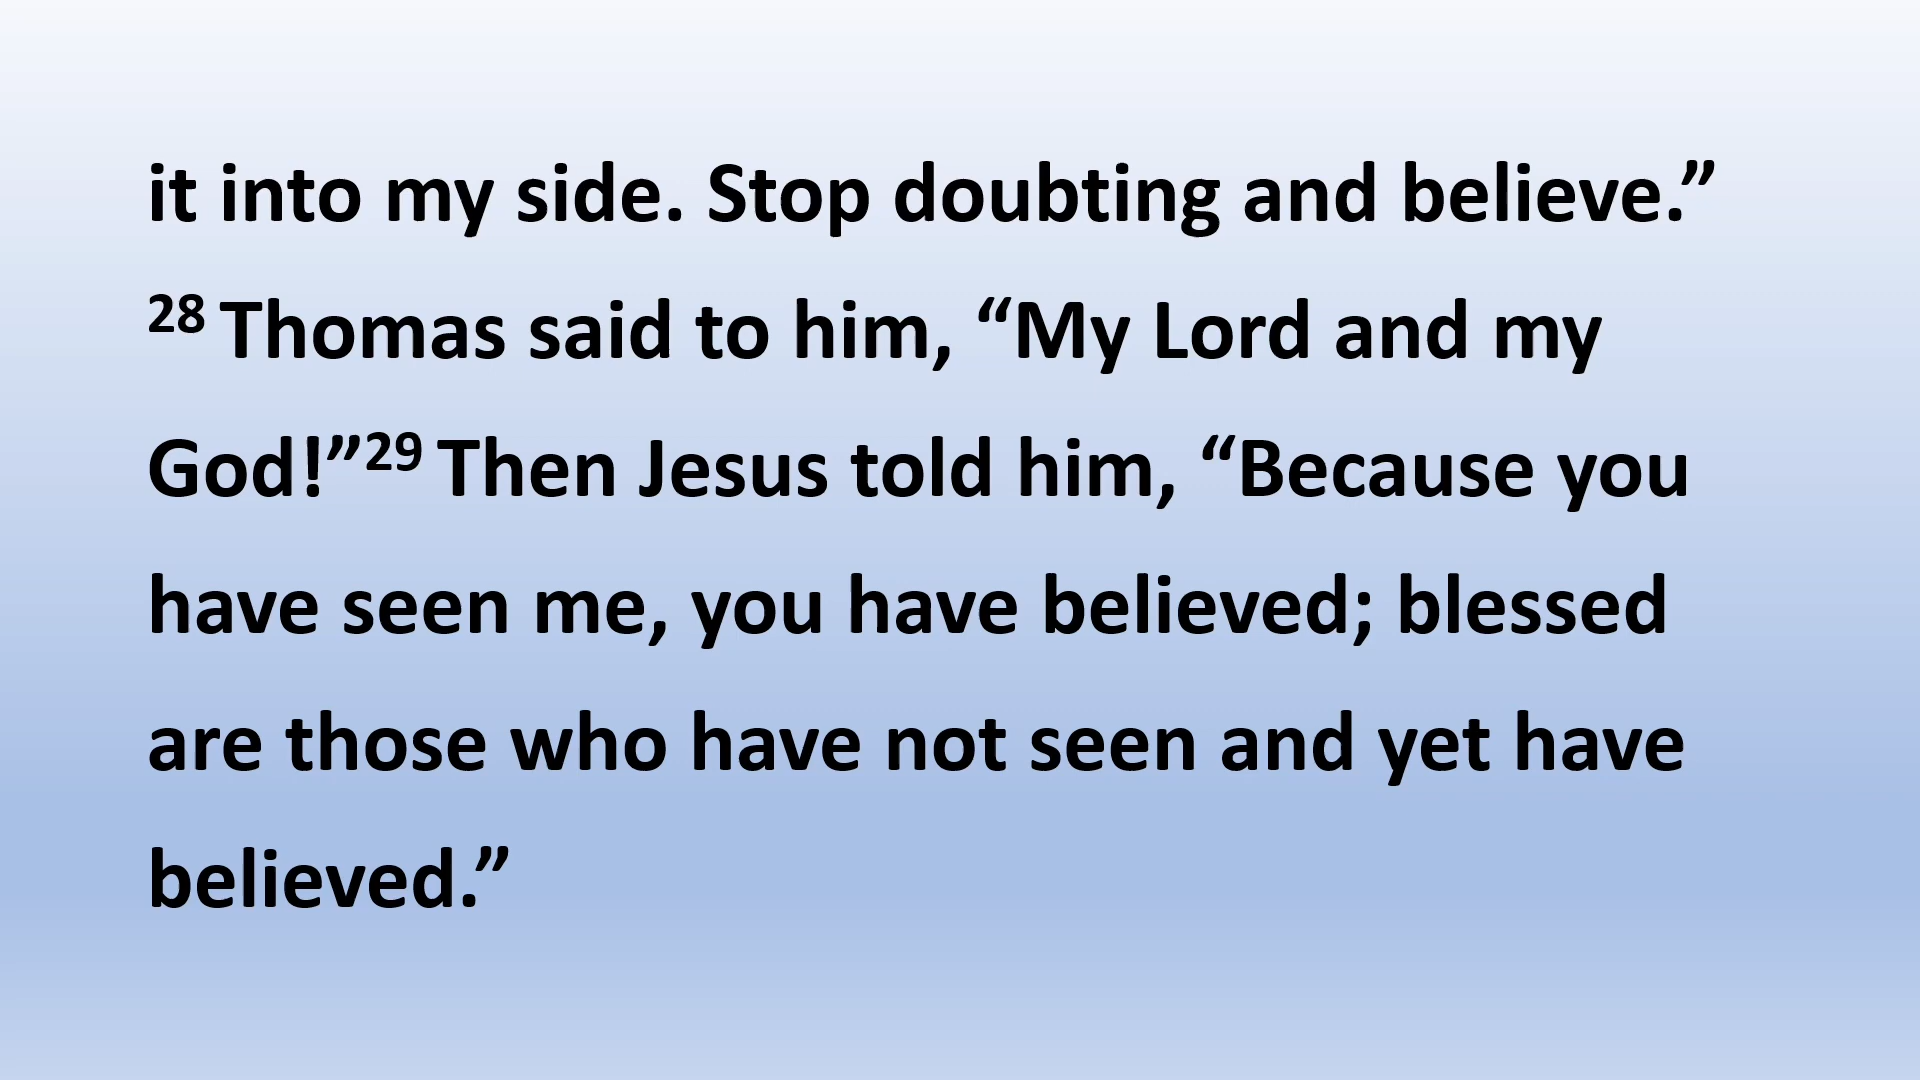 it into my side. Stop doubting and believe.”
28 Thomas said to him, “My Lord and my
God!”29 Then Jesus told him, “Because you
have seen me, you have believed; blessed
are those who have not seen and yet have
believed.”